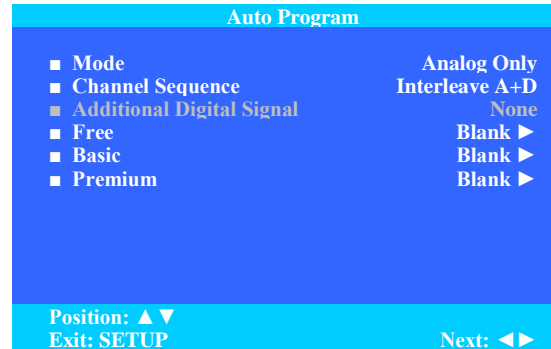 Auto Program
■ Mode Analog Only
■ Channel Sequence Interleave A+D
■ Additional Digital Signal None
■ Free Blank ►
■ Basic Blank ►
■ Premium Blank ►
Position: ▲▼
Exit: SETUP Next: ◄►